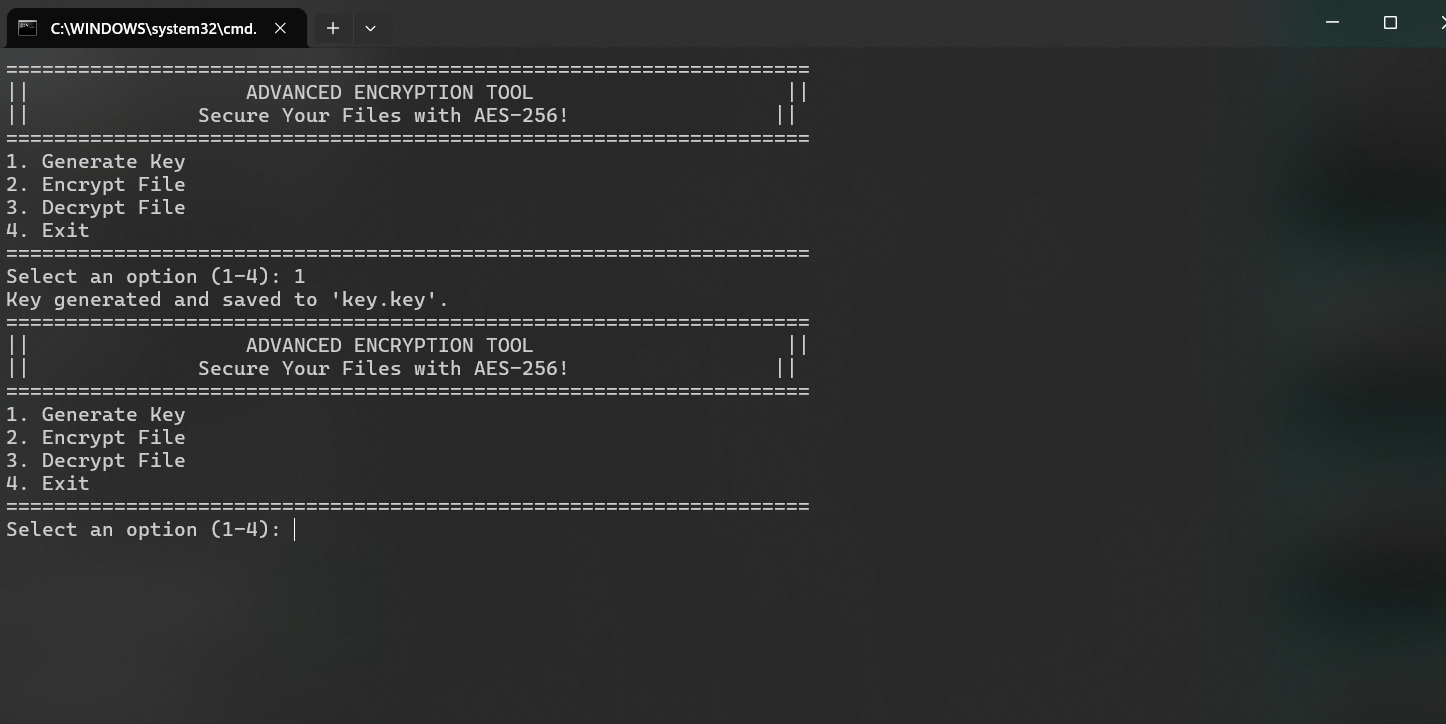 C:\WINDOWS\system32\cmd.
===================================================================
||                  ADVANCED ENCRYPTION TOOL                     ||
||              Secure Your Files with AES-256!                 ||
===================================================================
1. Generate Key
2. Encrypt File
3. Decrypt File
4. Exit
===================================================================
Select an option (1-4): 1
Key generated and saved to 'key.key'.
===================================================================
||                  ADVANCED ENCRYPTION TOOL                     ||
||              Secure Your Files with AES-256!                 ||
===================================================================
1. Generate Key
2. Encrypt File
3. Decrypt File
4. Exit
===================================================================
Select an option (1-4):